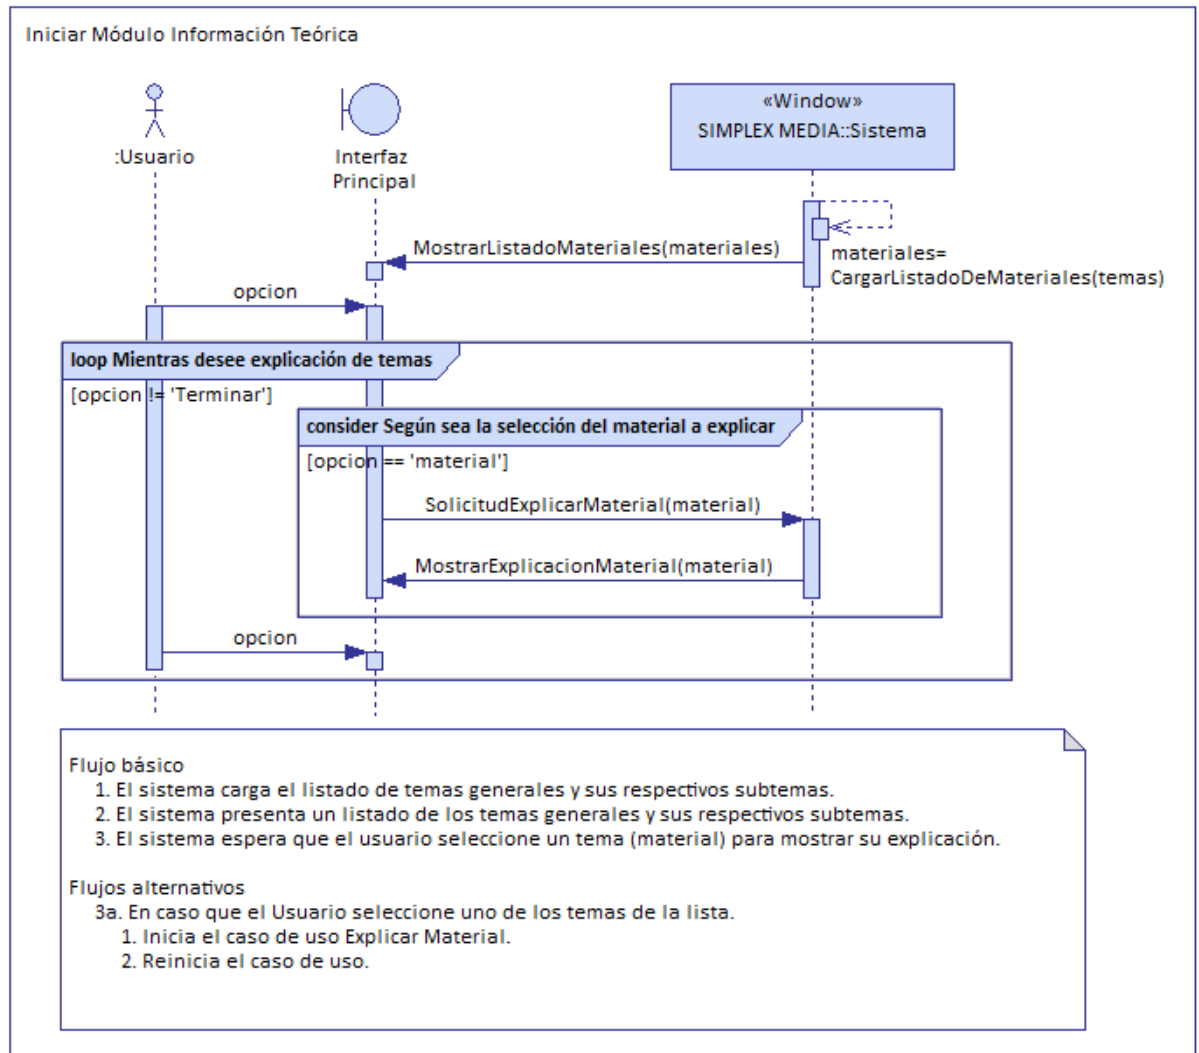 Iniciar Módulo Información Teórica
«Window»
SIMPLEX MEDIA::Sistema
:Usuario
Interfaz
Principal
MostrarListadoMateriales(materiales)
materiales=
CargarListadoDeMateriales(temas)
opcion
loop Mientras desee explicación de temas
[opcion != 'Terminar']
consider Según sea la selección del material a explicar
[opcion == 'material']
SolicitudExplicarMaterial(material)
MostrarExplicacionMaterial(material)
opcion
Flujo básico
1. El sistema carga el listado de temas generales y sus respectivos subtemas.
2. El sistema presenta un listado de los temas generales y sus respectivos subtemas.
3. El sistema espera que el usuario seleccione un tema (material) para mostrar su explicación.
Flujos alternativos
3a. En caso que el Usuario seleccione uno de los temas de la lista.
1. Inicia el caso de uso Explicar Material.
2. Reinicia el caso de uso.